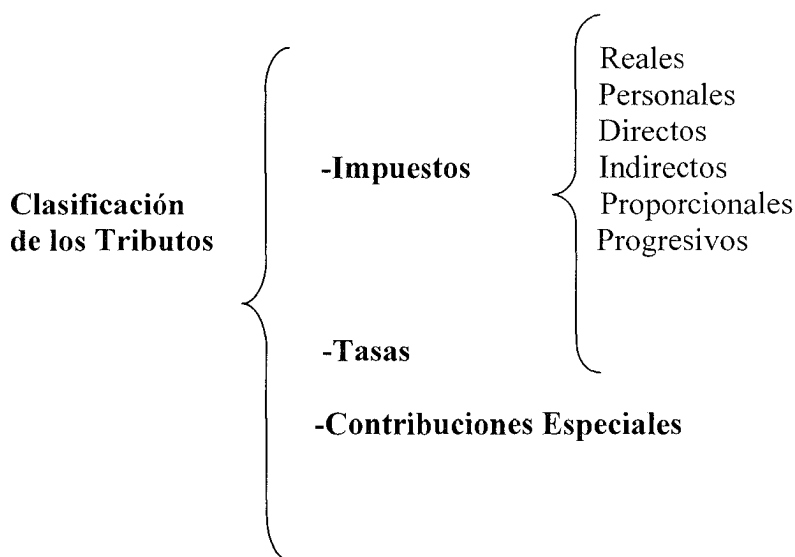 Clasificación
de los Tributos
-Impuestos
Reales
Personales
Directos
Indirectos
Proporcionales
Progresivos
-Tasas
-Contribuciones Especiales